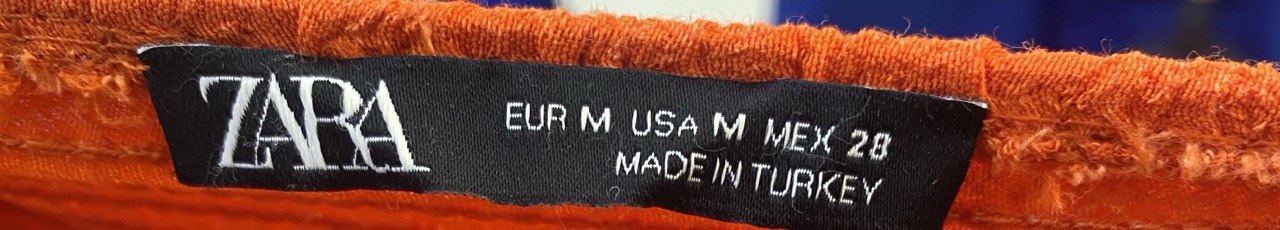 ZARA
EUR M USA M MEX 28
MADE IN TURKEY